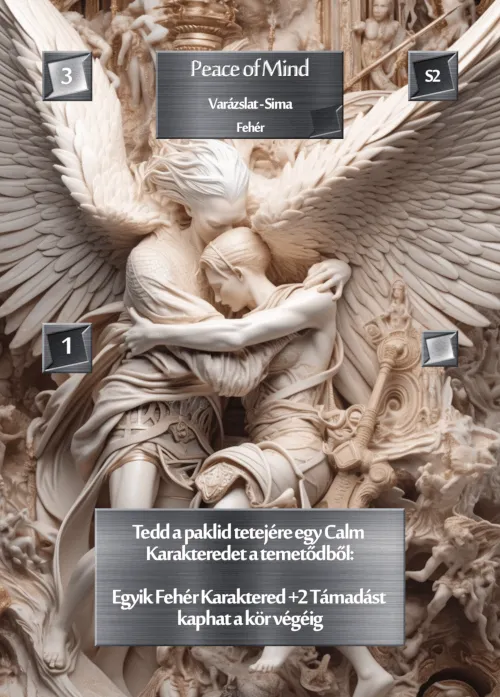 3
Peace of Mind
S2
Varázslat - Sima
Fehér
1
Tedd a paklid tetejére egy Calm
Karakteredet a temetődből:
Egyik Fehér Karaktered +2 Támadást
kaphat a kör végéig